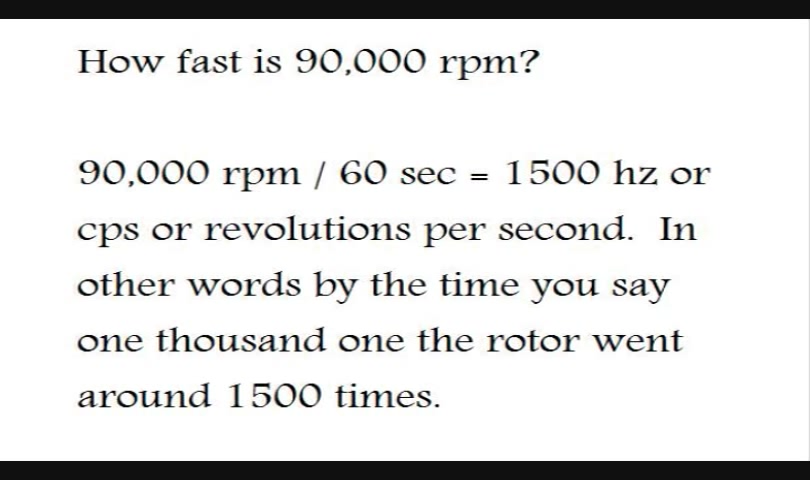 How fast is 90,000 rpm?
90,000 rpm / 60 sec = 1500 hz or
cps or revolutions per second.  In
other words by the time you say
one thousand one the rotor went
around 1500 times.